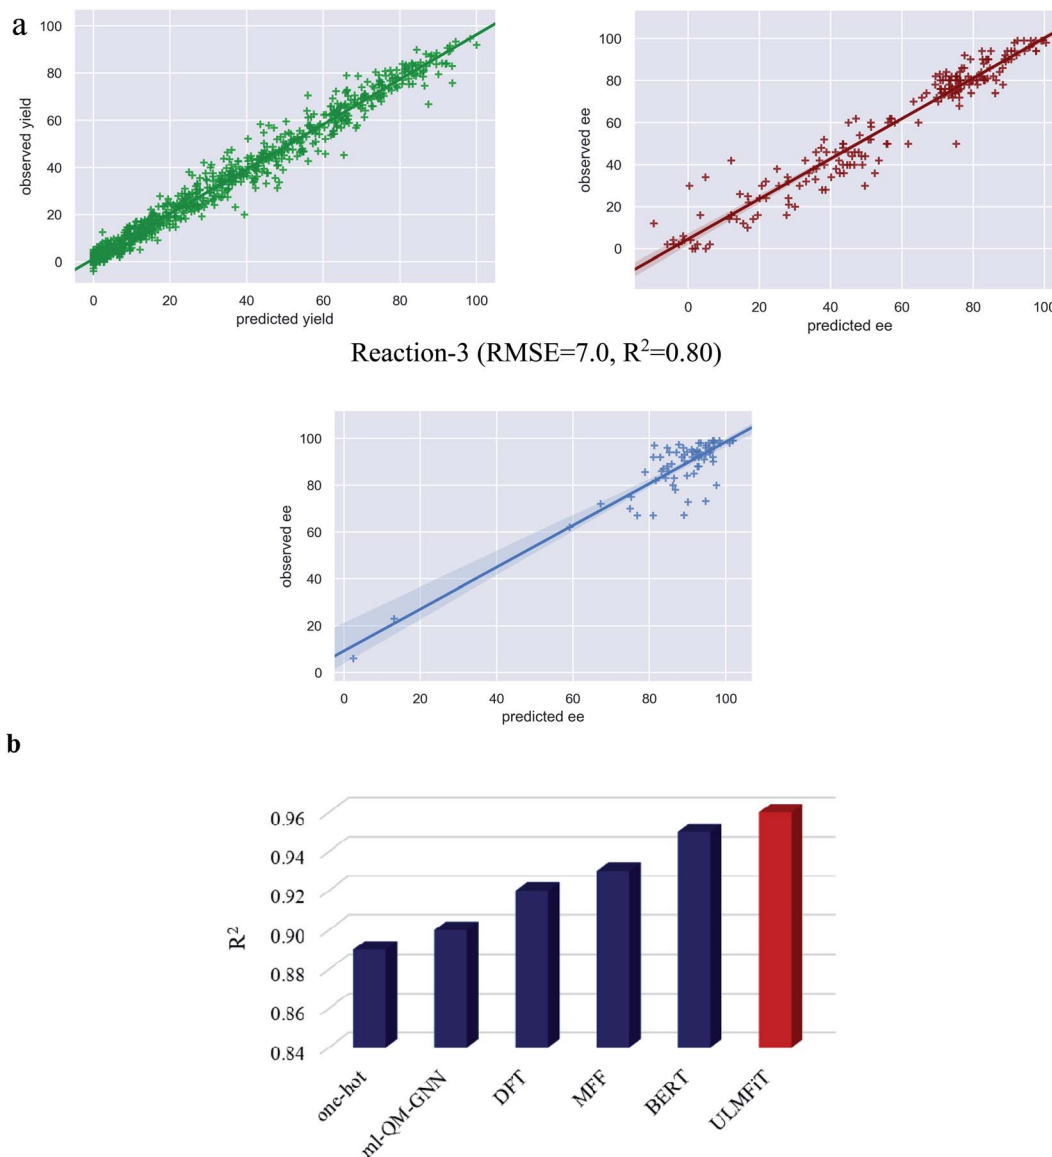 a
100
80
60
40
20
0
observed yield
0 20 40 60 80 100
predicted yield
100
80
60
40
20
0
observed ee
0 20 40 60 80 100
predicted ee
Reaction-3 (RMSE=7.0, R²=0.80)
100
80
60
40
20
0
observed ee
0 20 40 60 80 100
predicted ee
b
0.96
0.94
0.92
0.90
0.88
0.86
0.84
R²
one-hot
ml-QM-GNN
DFT
MFF
BERT
ULMFiT